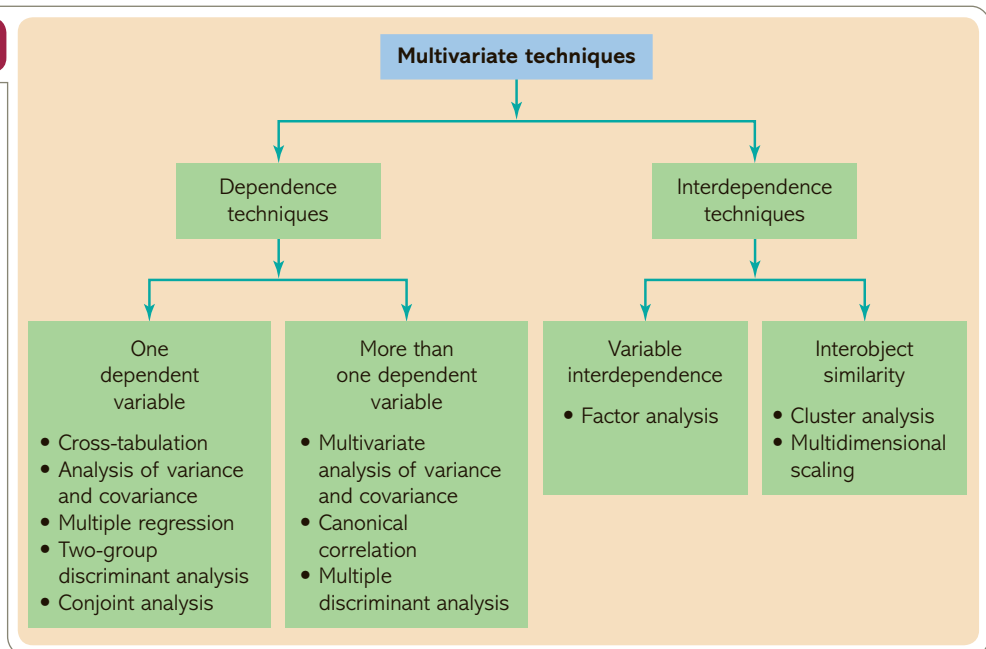 Multivariate techniques
Dependence
techniques
Interdependence
techniques
One
dependent
variable
• Cross-tabulation
• Analysis of variance
and covariance
• Multiple regression
• Two-group
discriminant analysis
• Conjoint analysis
More than
one dependent
variable
• Multivariate
analysis of variance
and covariance
• Canonical
correlation
• Multiple
discriminant analysis
Variable
interdependence
• Factor analysis
Interobject
similarity
• Cluster analysis
• Multidimensional
scaling